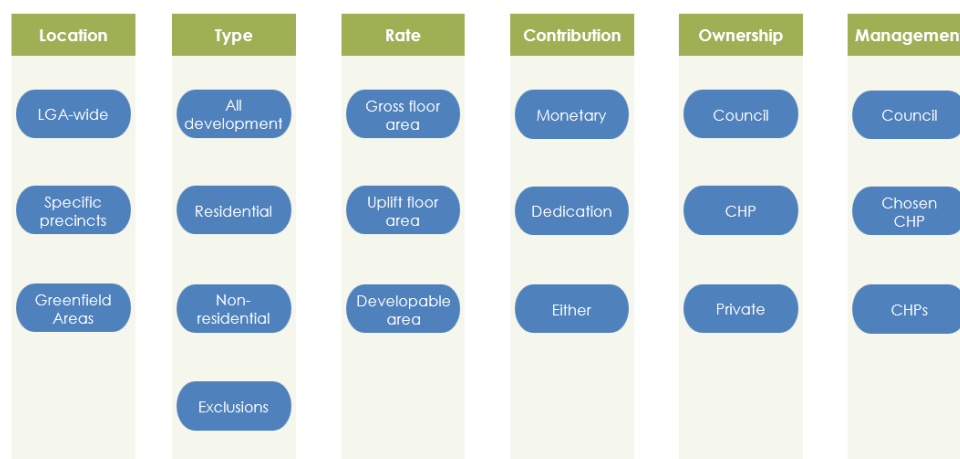 Location
Type
Rate
Contribution
Ownership
Managemen
LGA-wide
All
development
Gross floor
area
Monetary
Council
Council
Specific
precincts
Residential
Uplift floor
area
Dedication
CHP
Chosen
CHP
Greenfield
Areas
Non-
residential
Developable
area
Either
Private
CHPs
Exclusions